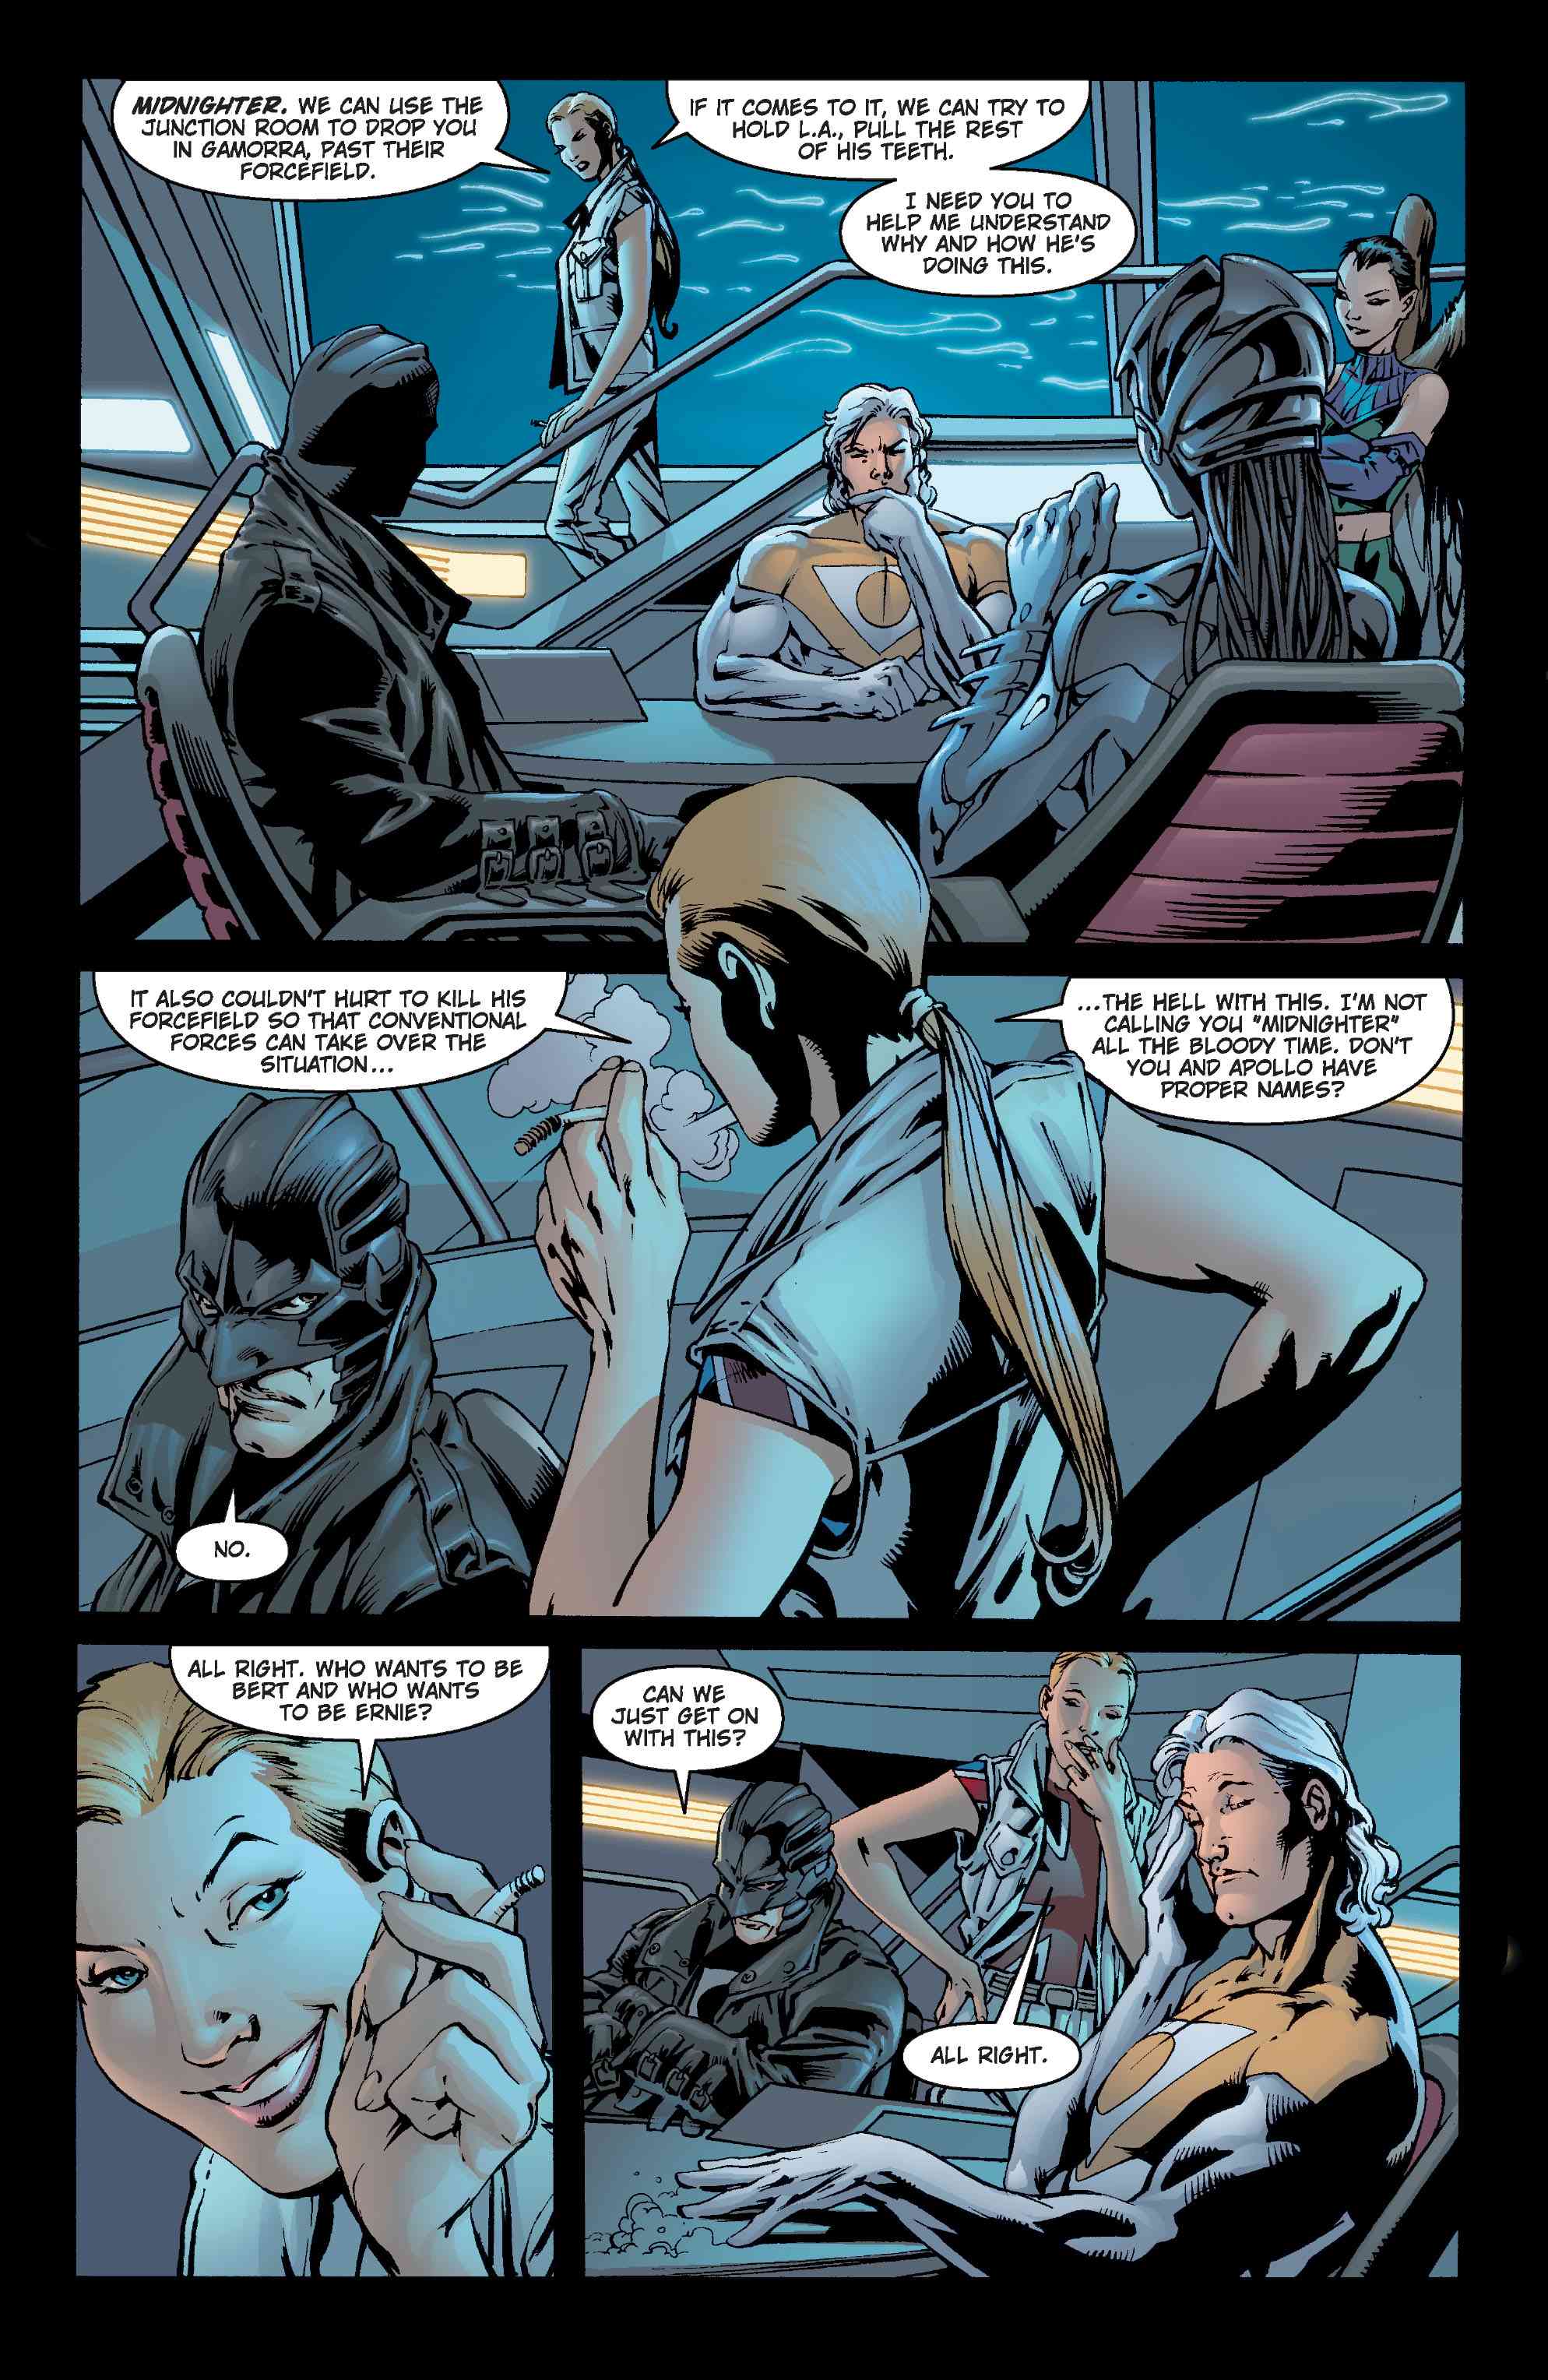 MIDNIGHTER. WE CAN USE THE
JUNCTION ROOM TO DROP YOU
IN GAMORRA, PAST THEIR
FORCEFIELD.
IF IT COMES TO IT, WE CAN TRY TO
HOLD L.A., PULL THE REST
OF HIS TEETH.
I NEED YOU TO
HELP ME UNDERSTAND
WHY AND HOW HE'S
DOING THIS.
IT ALSO COULDN'T HURT TO KILL HIS
FORCEFIELD SO THAT CONVENTIONAL
FORCES CAN TAKE OVER THE
SITUATION...
...THE HELL WITH THIS. I'M NOT
CALLING YOU "MIDNIGHTER"
ALL THE BLOODY TIME. DON'T
YOU AND APOLLO HAVE
PROPER NAMES?
NO.
ALL RIGHT. WHO WANTS TO BE
BERT AND WHO WANTS
TO BE ERNIE?
CAN WE
JUST GET ON
WITH THIS?
ALL RIGHT.